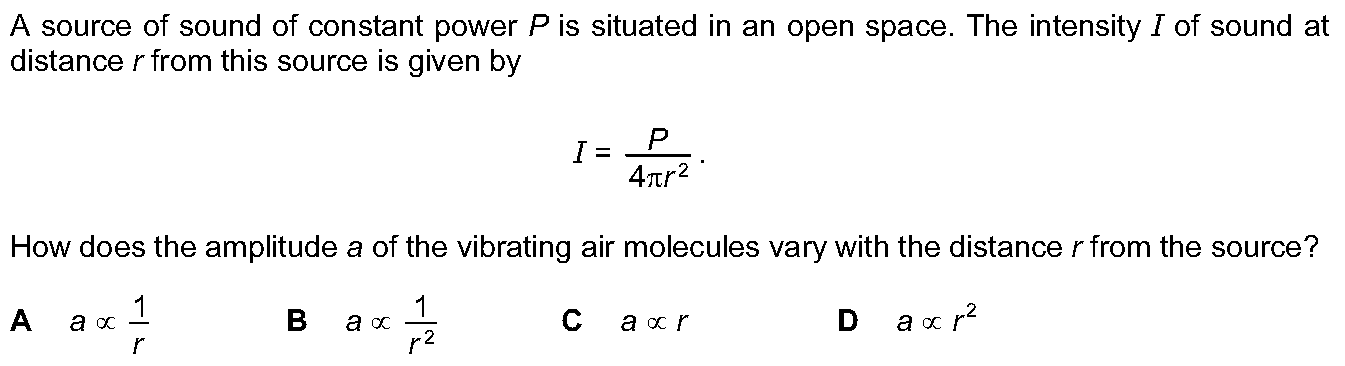 A source of sound of constant power P is situated in an open space. The intensity I of sound at
distance r from this source is given by
I = P / 4πr² .
How does the amplitude a of the vibrating air molecules vary with the distance r from the source?
A a ∝ 1/r B a ∝ 1/r² C a ∝ r D a ∝ r²